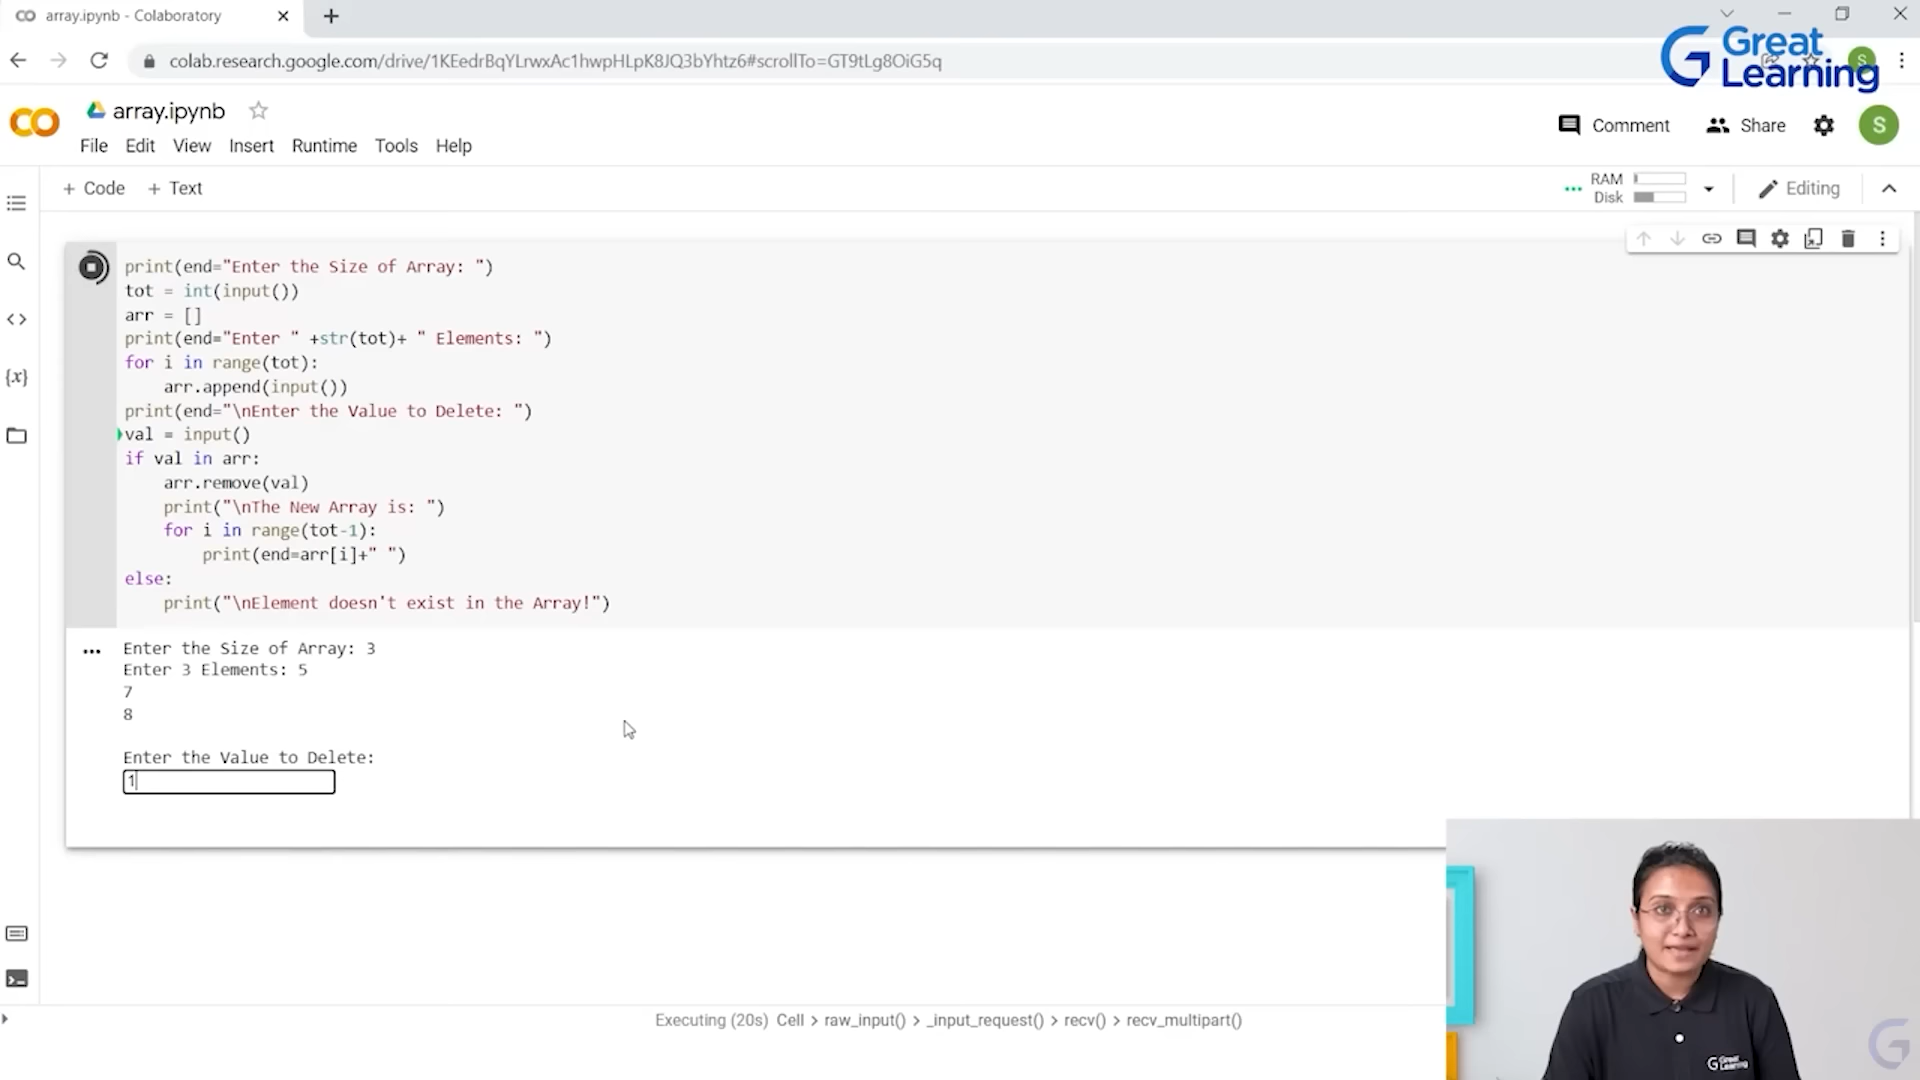 array.ipynb - Colaboratory
colab.research.google.com/drive/1KEedrBqYLrwxAc1hwpHLpK8JQ3bYhtz6#scrollTo=GT9tLg8OiG5q
Great
Learning
S
array.ipynb
Comment
Share
S
File Edit View Insert Runtime Tools Help
+ Code + Text
RAM
Disk
Editing
print(end="Enter the Size of Array: ")
tot = int(input())
arr = []
print(end="Enter " +str(tot)+ " Elements: ")
for i in range(tot):
    arr.append(input())
print(end="\nEnter the Value to Delete: ")
val = input()
if val in arr:
    arr.remove(val)
    print("\nThe New Array is: ")
    for i in range(tot-1):
        print(end=arr[i]+" ")
else:
    print("\nElement doesn't exist in the Array!")
Enter the Size of Array: 3
Enter 3 Elements: 5
7
8
Enter the Value to Delete:
1
Executing (20s) Cell > raw_input() > _input_request() > recv() > recv_multipart()
Great
Learning